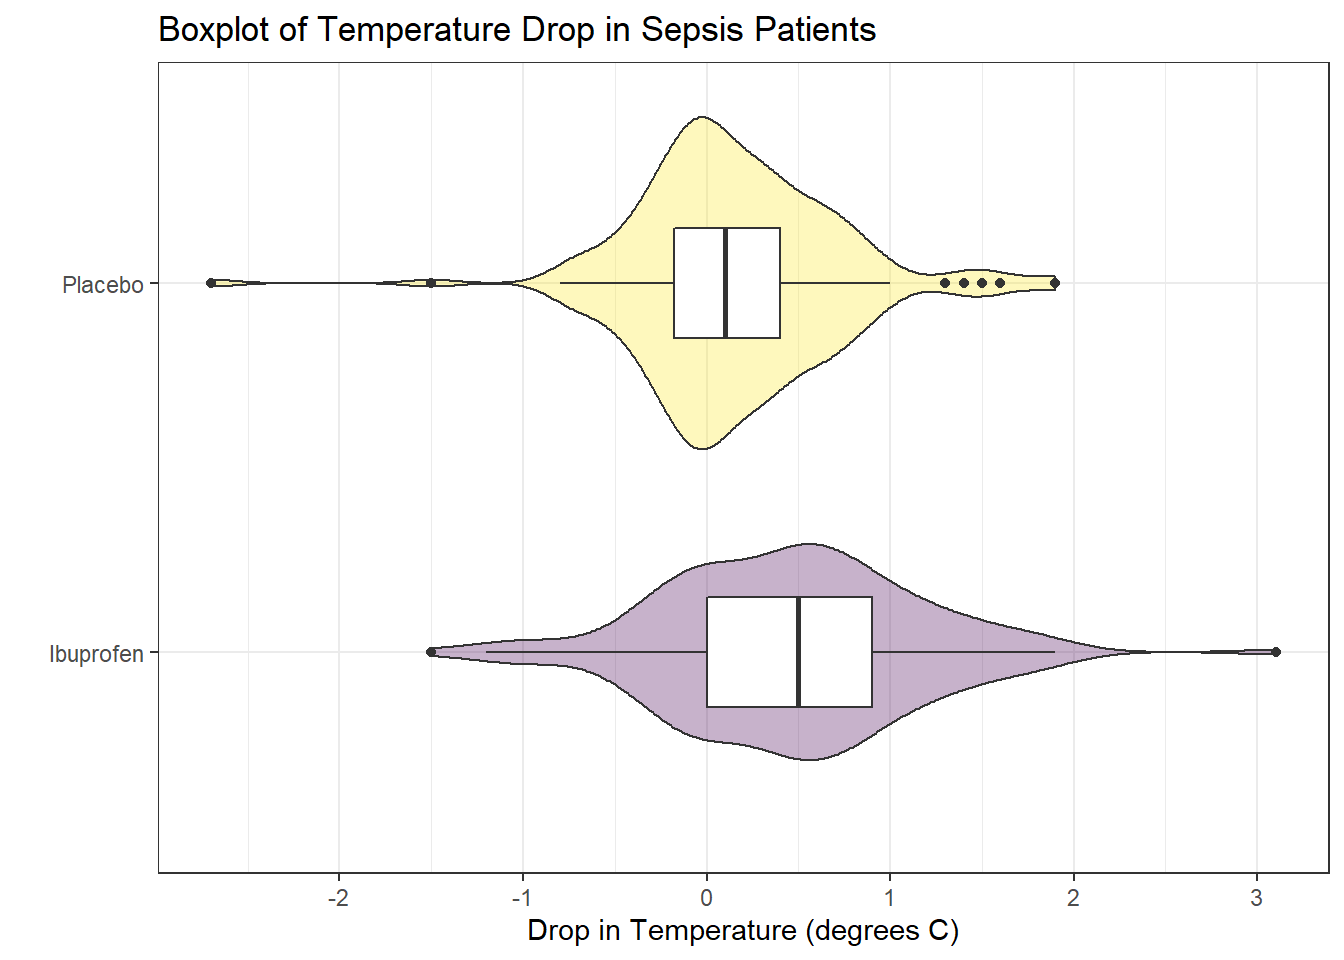 Boxplot of Temperature Drop in Sepsis Patients
Placebo
Ibuprofen
-2 -1 0 1 2 3
Drop in Temperature (degrees C)